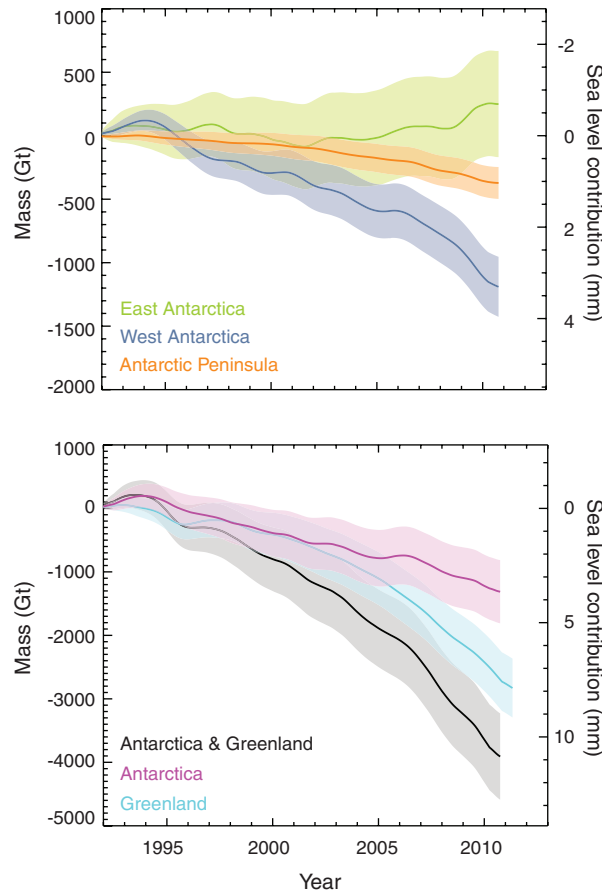 1000
500
0
-500
-1000
-1500
-2000
Mass (Gt)
-2
0
2
4
Sea level contribution (mm)
East Antarctica
West Antarctica
Antarctic Peninsula
1000
0
-1000
-2000
-3000
-4000
-5000
Mass (Gt)
0
5
10
Sea level contribution (mm)
Antarctica & Greenland
Antarctica
Greenland
1995
2000
2005
2010
Year